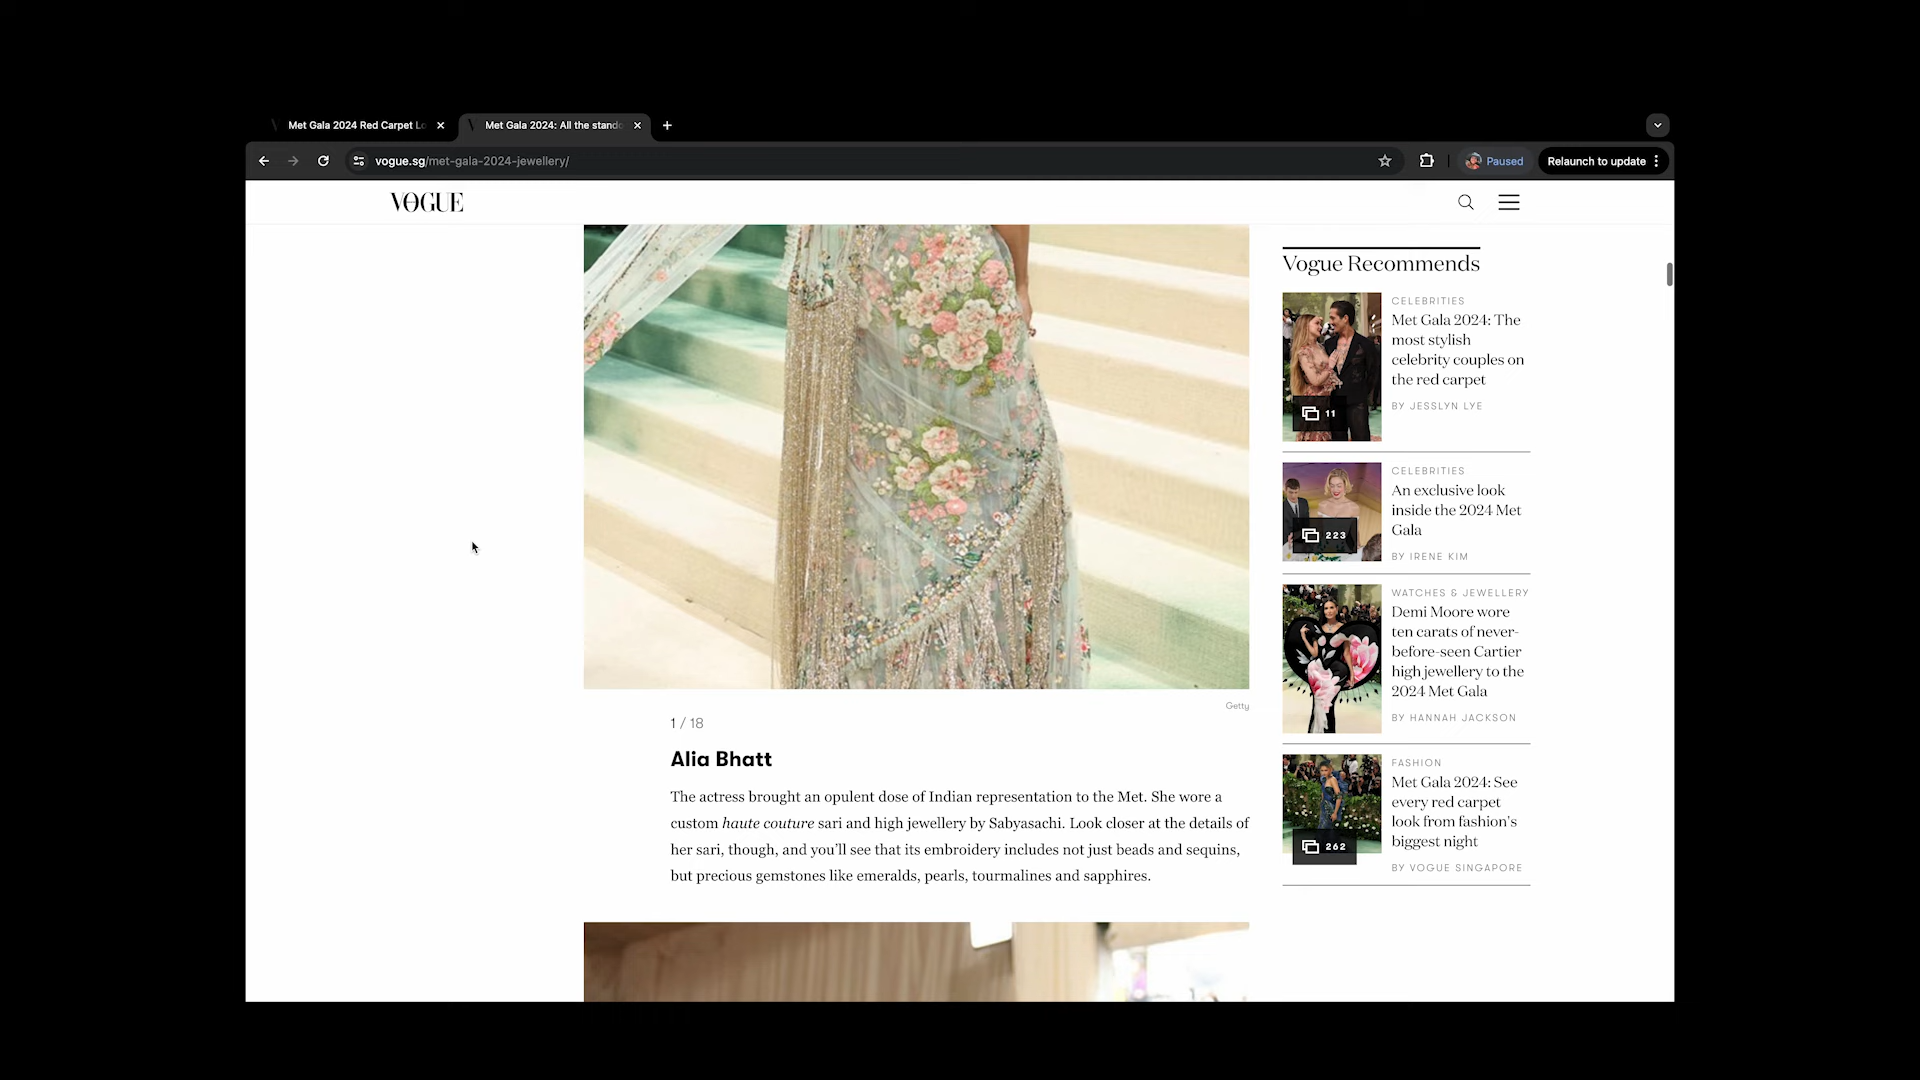 Met Gala 2024 Red Carpet Lo
Met Gala 2024: All the stando
vogue.sg/met-gala-2024-jewellery/
Paused
Relaunch to update
VOGUE
Getty
1 / 18
Alia Bhatt
The actress brought an opulent dose of Indian representation to the Met. She wore a
custom haute couture sari and high jewellery by Sabyasachi. Look closer at the details of
her sari, though, and you’ll see that its embroidery includes not just beads and sequins,
but precious gemstones like emeralds, pearls, tourmalines and sapphires.
Vogue Recommends
CELEBRITIES
Met Gala 2024: The
most stylish
celebrity couples on
the red carpet
BY JESSLYN LYE
11
CELEBRITIES
An exclusive look
inside the 2024 Met
Gala
BY IRENE KIM
223
WATCHES & JEWELLERY
Demi Moore wore
ten carats of never-
before-seen Cartier
high jewellery to the
2024 Met Gala
BY HANNAH JACKSON
FASHION
Met Gala 2024: See
every red carpet
look from fashion’s
biggest night
BY VOGUE SINGAPORE
262